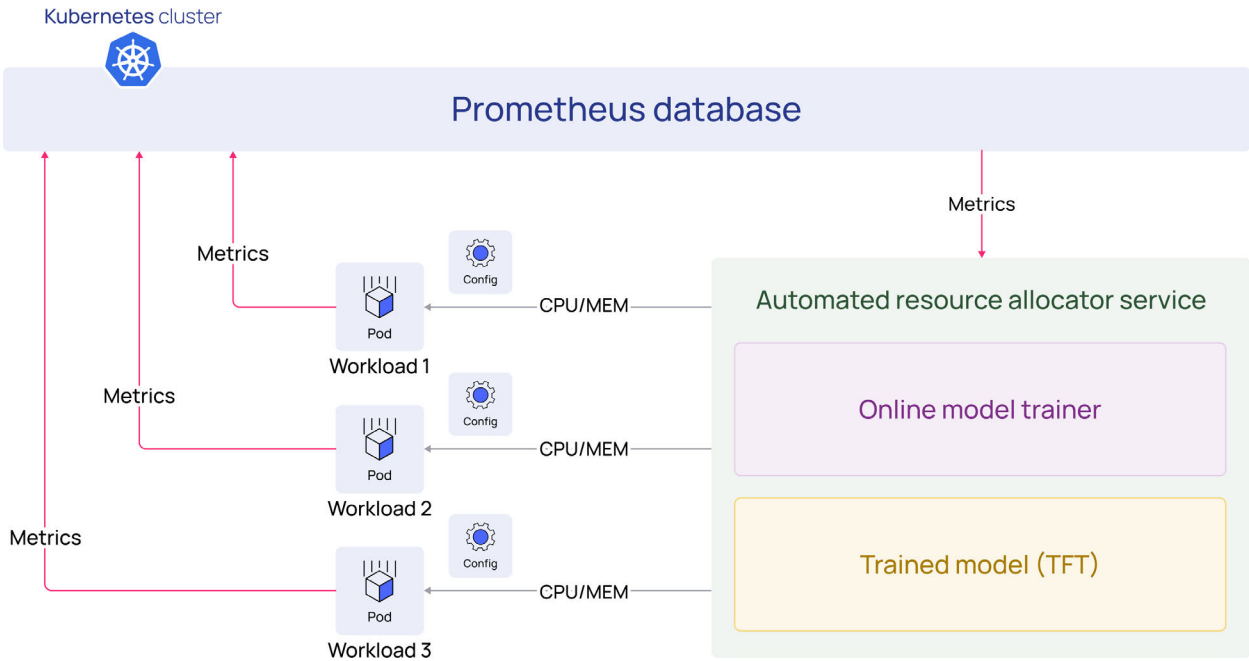 Kubernetes cluster
Prometheus database
Metrics
Automated resource allocator service
Online model trainer
Trained model (TFT)
Metrics
Config
CPU/MEM
Pod
Workload 1
Metrics
Config
CPU/MEM
Pod
Workload 2
Metrics
Config
CPU/MEM
Pod
Workload 3